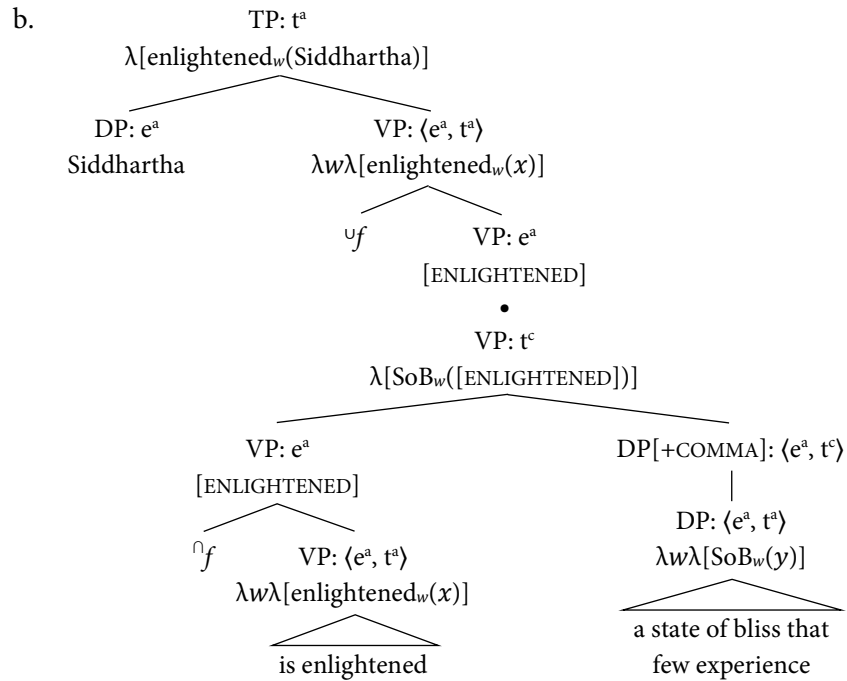 b.
TP: tᵃ
λ[enlightened𝑤(Siddhartha)]
DP: eᵃ VP: ⟨eᵃ, tᵃ⟩
Siddhartha λ𝑤λ[enlightened𝑤(𝑥)]
ᑌ𝑓 VP: eᵃ
[ENLIGHTENED]
•
VP: tᶜ
λ[SoB𝑤([ENLIGHTENED])]
VP: eᵃ DP[+COMMA]: ⟨eᵃ, tᶜ⟩
[ENLIGHTENED]
DP: ⟨eᵃ, tᵃ⟩
ᑎ𝑓 VP: ⟨eᵃ, tᵃ⟩ λ𝑤λ[SoB𝑤(𝑦)]
λ𝑤λ[enlightened𝑤(𝑥)]
a state of bliss that
is enlightened few experience